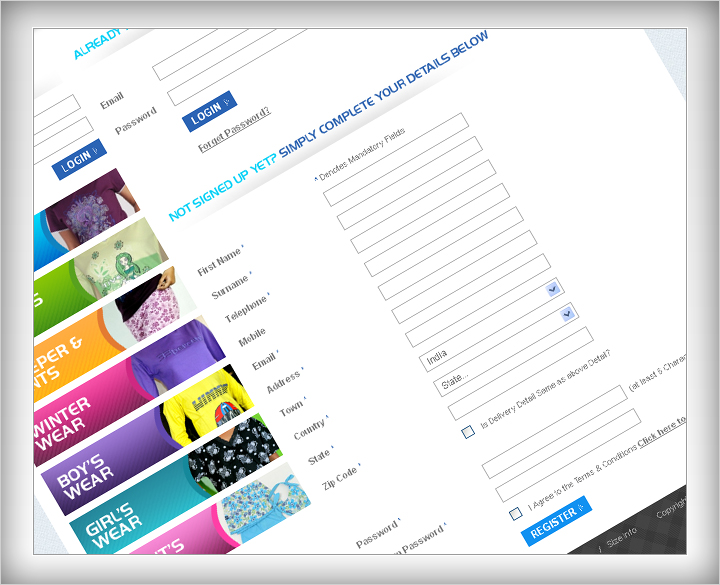 ALREADY
Email
Password
LOGIN
Forgot Password?
LOGIN
NOT SIGNED UP YET? SIMPLY COMPLETE YOUR DETAILS BELOW
* Denotes Mandatory Fields
First Name *
Surname *
Telephone *
Mobile
Email *
Address *
Town *
Country *
India
State *
State...
Zip Code *
Is Delivery Detail Same as above Detail?
Password *
(at least 5 Charac
Password *
I Agree to the Terms & Conditions Click here to
REGISTER
S
EPER &
NTS
WINTER
WEAR
BOY'S
WEAR
GIRL'S
WEAR
NT'S
| Size info
Copyright